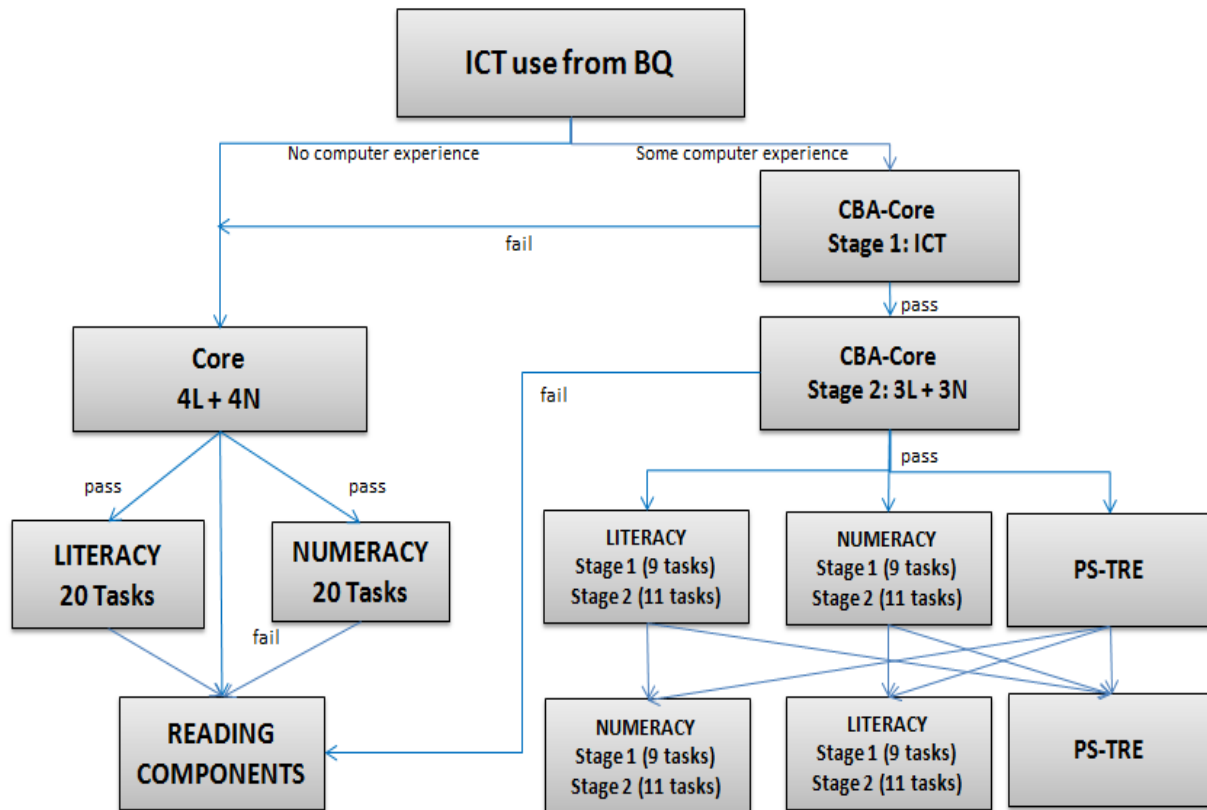 ICT use from BQ
No computer experience
Some computer experience
CBA-Core
Stage 1: ICT
fail
pass
Core
4L + 4N
CBA-Core
Stage 2: 3L + 3N
fail
pass
pass
pass
LITERACY
20 Tasks
NUMERACY
20 Tasks
LITERACY
Stage 1 (9 tasks)
Stage 2 (11 tasks)
NUMERACY
Stage 1 (9 tasks)
Stage 2 (11 tasks)
PS-TRE
fail
READING
COMPONENTS
NUMERACY
Stage 1 (9 tasks)
Stage 2 (11 tasks)
LITERACY
Stage 1 (9 tasks)
Stage 2 (11 tasks)
PS-TRE